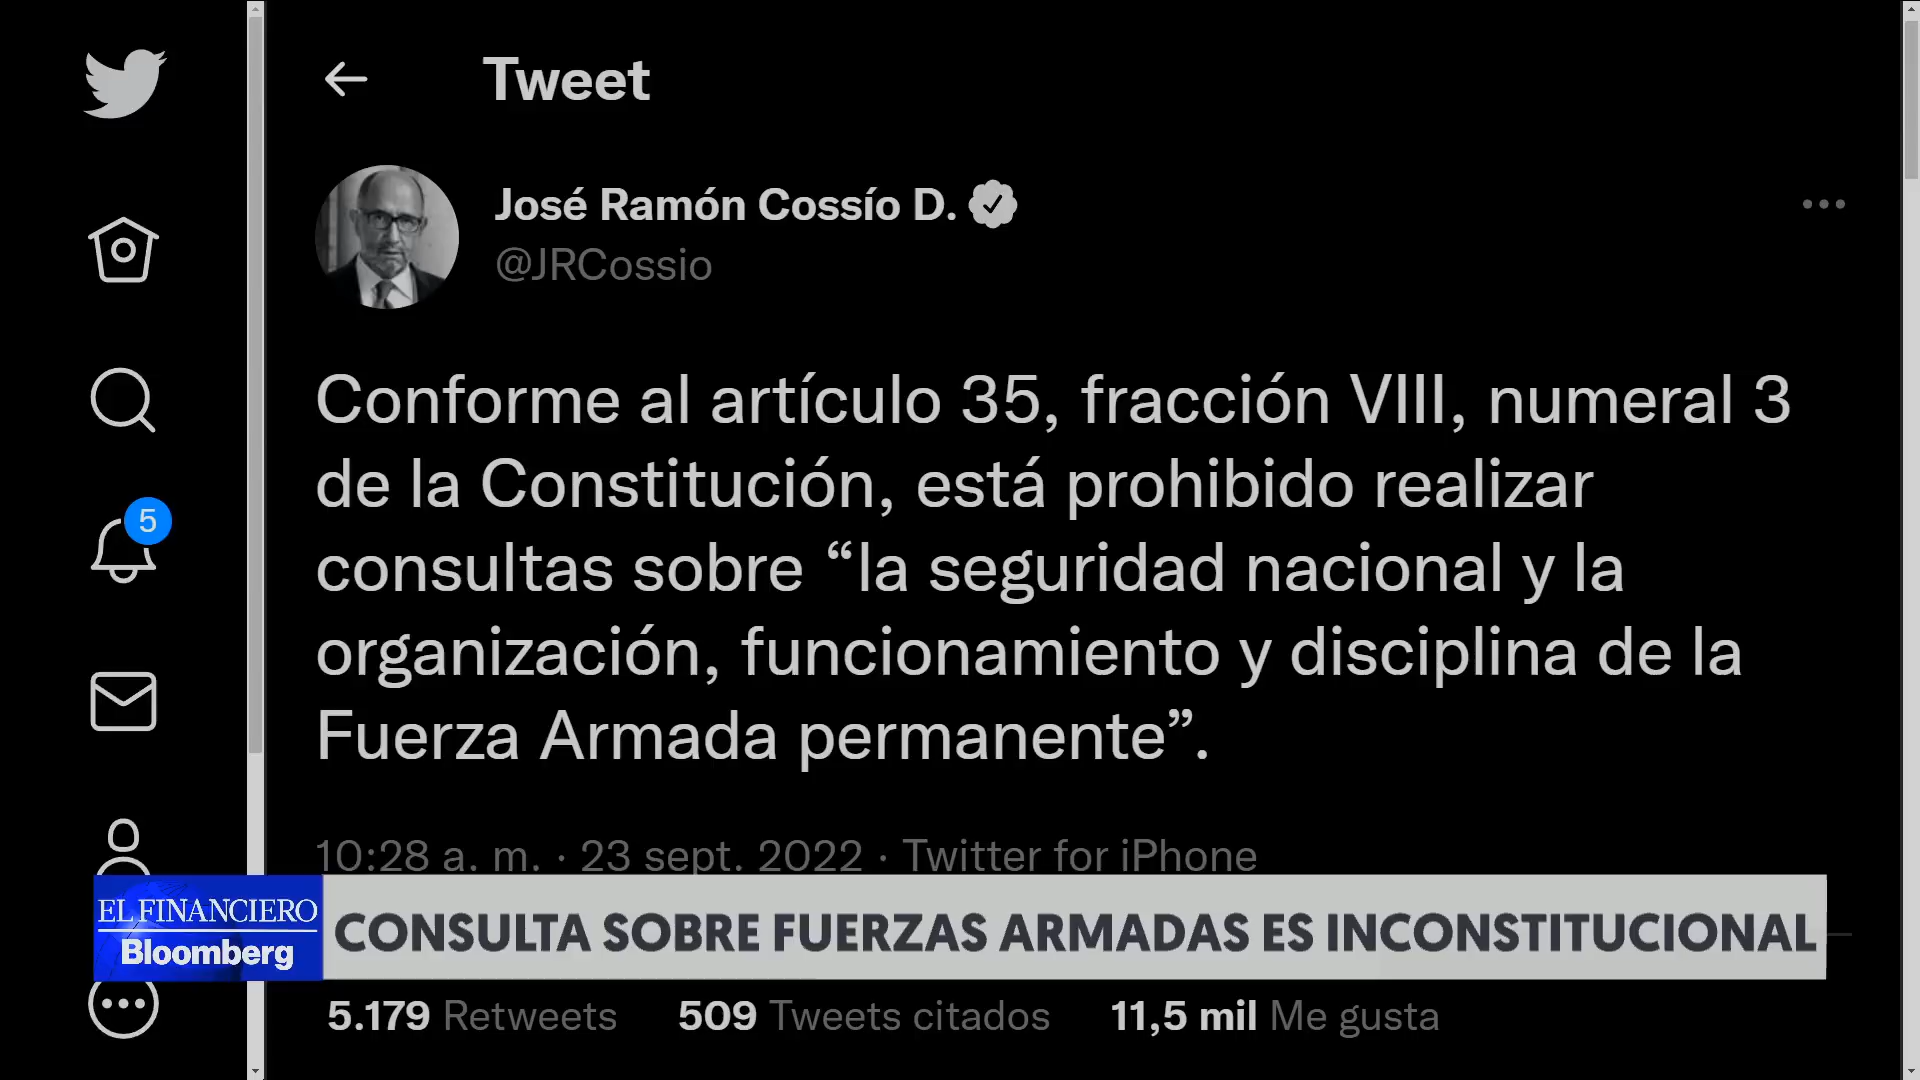 Tweet
José Ramón Cossío D.
@JRCossio
Conforme al artículo 35, fracción VIII, numeral 3
de la Constitución, está prohibido realizar
consultas sobre “la seguridad nacional y la
organización, funcionamiento y disciplina de la
Fuerza Armada permanente”.
5
10:28 a. m. · 23 sept. 2022 · Twitter for iPhone
EL FINANCIERO
Bloomberg
CONSULTA SOBRE FUERZAS ARMADAS ES INCONSTITUCIONAL
5.179 Retweets 509 Tweets citados 11,5 mil Me gusta